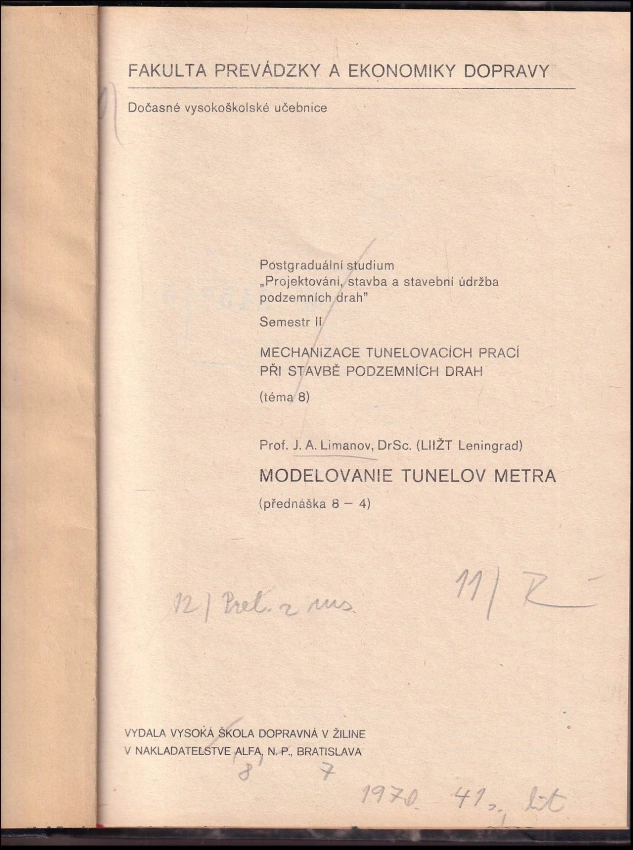 FAKULTA PREVÁDZKY A EKONOMIKY DOPRAVY
Dočasné vysokoškolské učebnice
Postgraduální studium
„Projektování, stavba a stavební údržba
podzemních drah"
Semestr II
MECHANIZACE TUNELOVACÍCH PRACÍ
PŘI STAVBĚ PODZEMNÍCH DRAH
(téma 8)
Prof. J. A. Limanov, DrSc. (LIIŽT Leningrad)
MODELOVANIE TUNELOV METRA
(přednáška 8 – 4)
11/ R
12/ Prel. z rus.
VYDALA VYSOKÁ ŠKOLA DOPRAVNÁ V ŽILINE
V NAKLADATEĽSTVE ALFA, N. P., BRATISLAVA
8) 7
1970. 41 s., lit